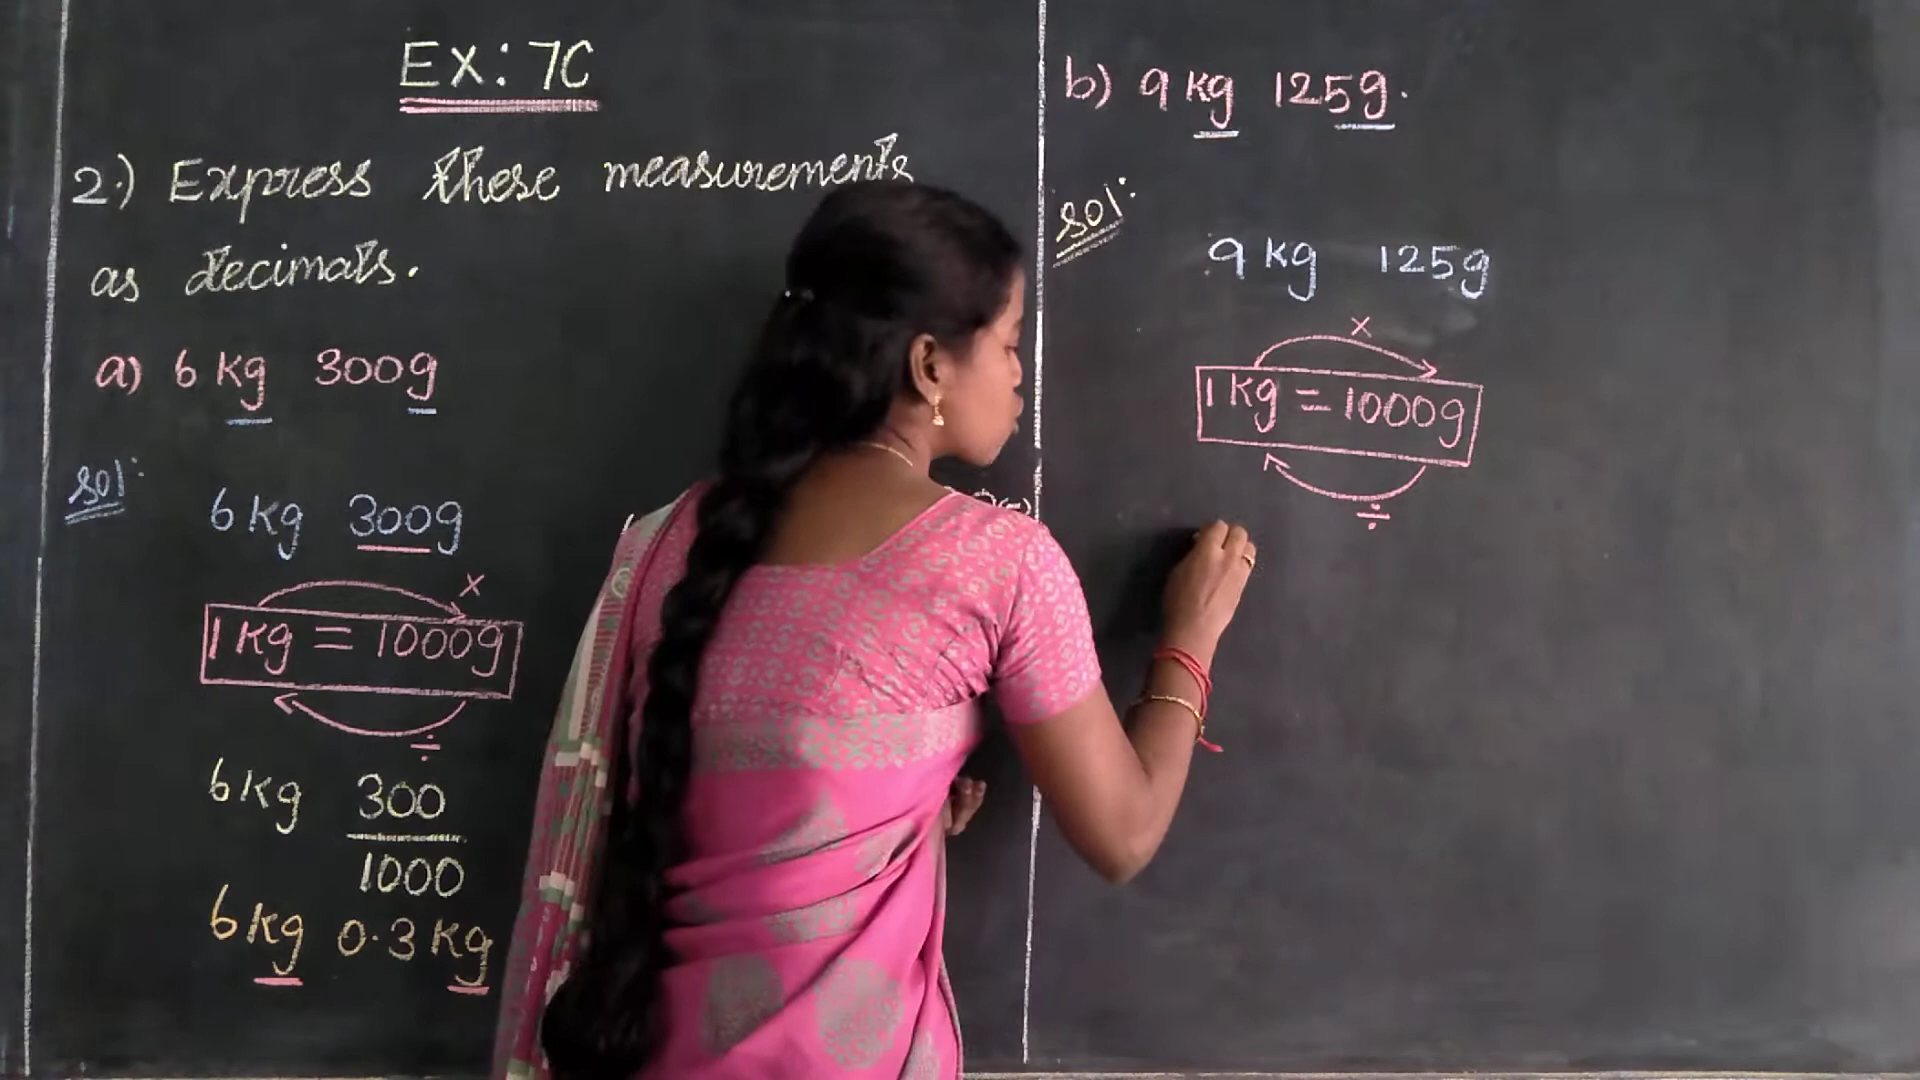 EX: 7C
2.) Express these measurements
as decimals.
a) 6 kg 300g
sol:
6 kg 300g
×
1 kg = 1000g
÷
6 kg 300
1000
6 kg 0.3 kg
b) 9 kg 125g.
sol:
9 kg 125g
×
1 kg = 1000g
÷